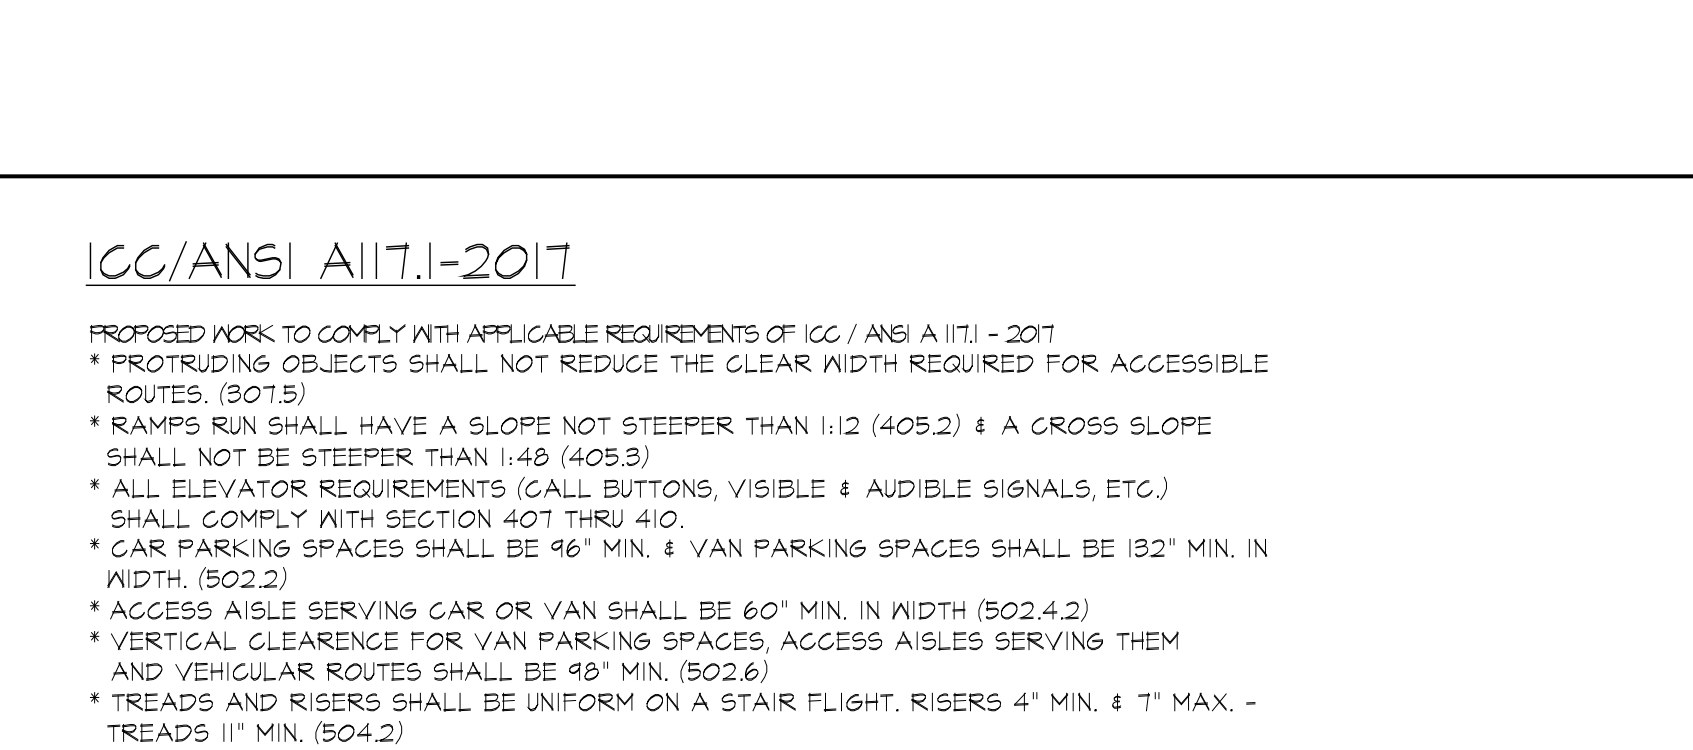 ICC/ANSI A117.1-2017
PROPOSED WORK TO COMPLY WITH APPLICABLE REQUIREMENTS OF ICC / ANSI A 117.1 - 2017
* PROTRUDING OBJECTS SHALL NOT REDUCE THE CLEAR WIDTH REQUIRED FOR ACCESSIBLE
ROUTES. (307.5)
* RAMPS RUN SHALL HAVE A SLOPE NOT STEEPER THAN 1:12 (405.2) & A CROSS SLOPE
SHALL NOT BE STEEPER THAN 1:48 (405.3)
* ALL ELEVATOR REQUIREMENTS (CALL BUTTONS, VISIBLE & AUDIBLE SIGNALS, ETC.)
SHALL COMPLY WITH SECTION 407 THRU 410.
* CAR PARKING SPACES SHALL BE 96" MIN. & VAN PARKING SPACES SHALL BE 132" MIN. IN
WIDTH. (502.2)
* ACCESS AISLE SERVING CAR OR VAN SHALL BE 60" MIN. IN WIDTH (502.4.2)
* VERTICAL CLEARENCE FOR VAN PARKING SPACES, ACCESS AISLES SERVING THEM
AND VEHICULAR ROUTES SHALL BE 98" MIN. (502.6)
* TREADS AND RISERS SHALL BE UNIFORM ON A STAIR FLIGHT. RISERS 4" MIN. & 7" MAX. -
TREADS 11" MIN. (504.2)